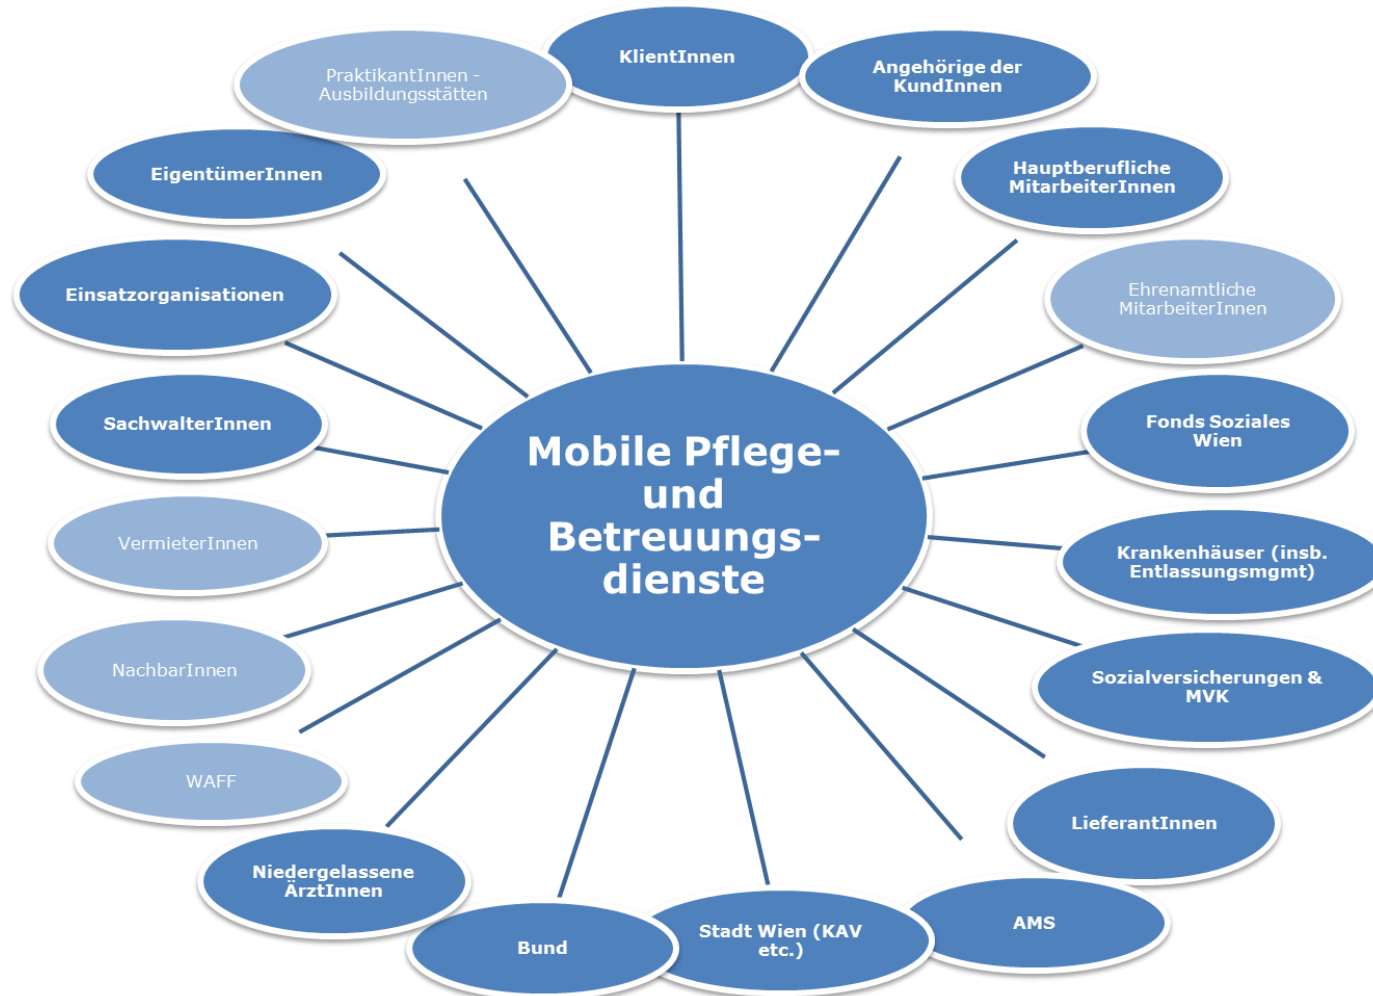 KlientInnen
Angehörige der
KundInnen
Hauptberufliche
MitarbeiterInnen
Ehrenamtliche
MitarbeiterInnen
Fonds Soziales
Wien
Krankenhäuser (insb.
Entlassungsmgmt)
Sozialversicherungen &
MVK
LieferantInnen
AMS
Stadt Wien (KAV
etc.)
Bund
Niedergelassene
ÄrztInnen
WAFF
NachbarInnen
VermieterInnen
SachwalterInnen
Einsatzorganisationen
EigentümerInnen
PraktikantInnen -
Ausbildungsstätten
Mobile Pflege-
und
Betreuungs-
dienste